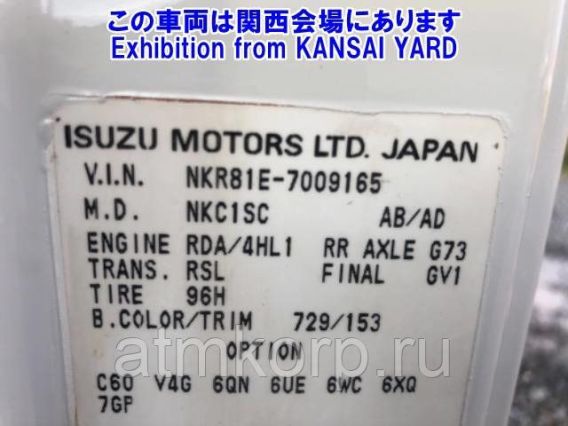 この車両は関西会場にあります
Exhibition from KANSAI YARD
ISUZU MOTORS LTD. JAPAN
V.I.N. NKR81E-7009165
M.D. NKC1SC AB/AD
ENGINE RDA/4HL1 RR AXLE G73
TRANS. RSL FINAL GV1
TIRE 96H
B.COLOR/TRIM 729/153
OPTION
C60 V4G 6QN 6UE 6WC 6XQ
7GP
atmkorp.ru